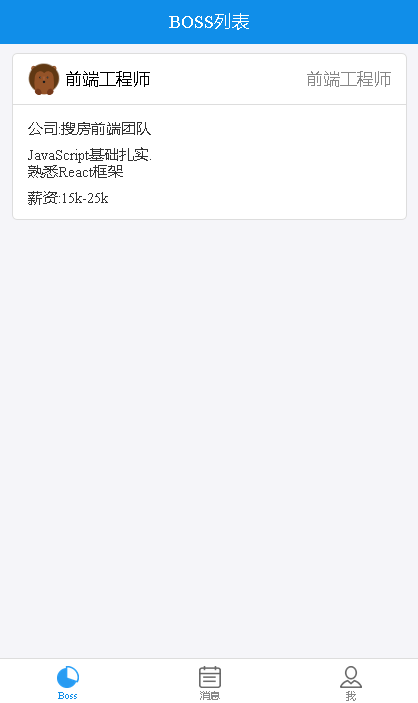 BOSS列表
前端工程师 前端工程师
公司:搜房前端团队
JavaScript基础扎实.
熟悉React框架
薪资:15k-25k
Boss 消息 我